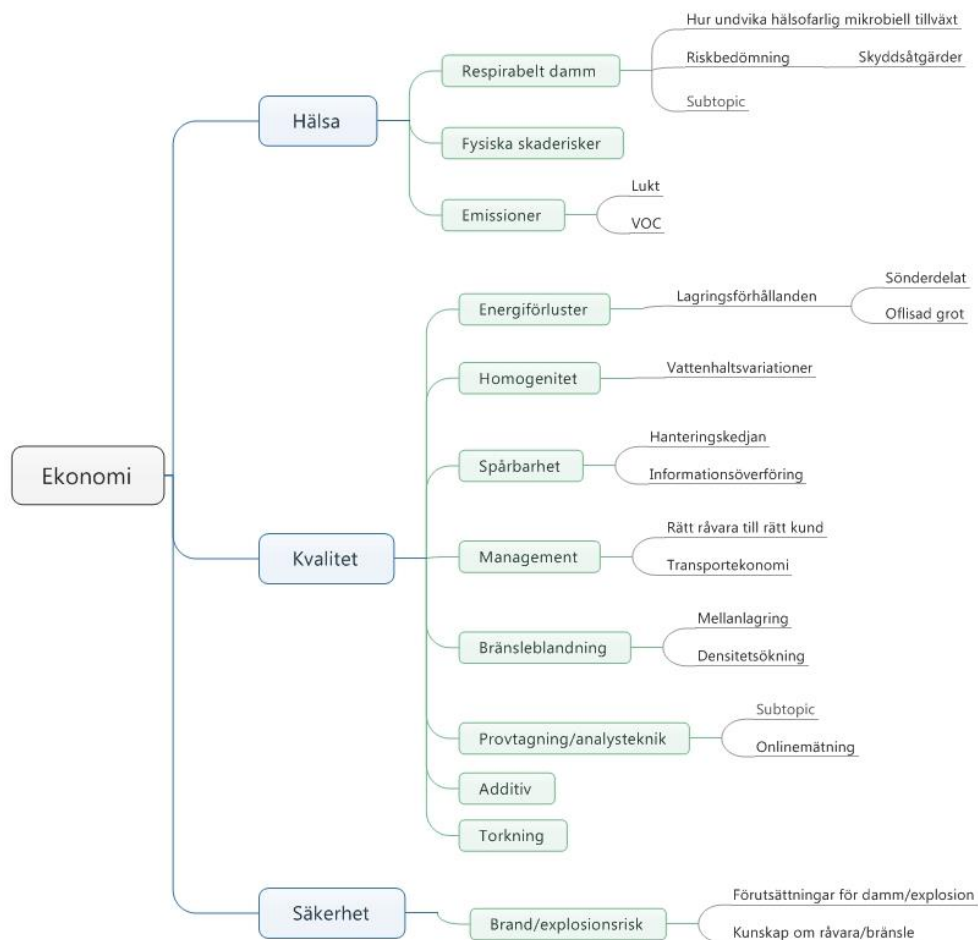 Ekonomi
Hälsa
Respirabelt damm
Hur undvika hälsofarlig mikrobiell tillväxt
Riskbedömning
Skyddsåtgärder
Subtopic
Fysiska skaderisker
Emissioner
Lukt
VOC
Kvalitet
Energiförluster
Lagringsförhållanden
Sönderdelat
Oflisad grot
Homogenitet
Vattenhaltsvariationer
Spårbarhet
Hanteringskedjan
Informationsöverföring
Management
Rätt råvara till rätt kund
Transportekonomi
Bränsleblandning
Mellanlagring
Densitetsökning
Provtagning/analysteknik
Subtopic
Onlinemätning
Additiv
Torkning
Säkerhet
Brand/explosionsrisk
Förutsättningar för damm/explosion
Kunskap om råvara/bränsle